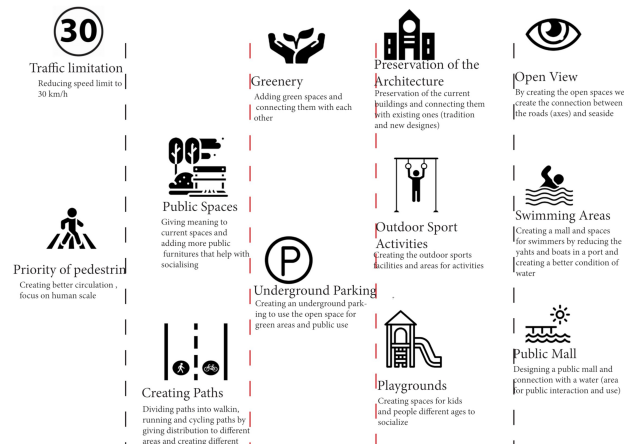 30
Traffic limitation
Reducing speed limit to
30 km/h
Priority of pedestrin
Creating better circulation ,
focus on human scale
Public Spaces
Giving meaning to
current spaces and
adding more public
furnitures that help with
socialising
Creating Paths
Dividing paths into walkin,
running and cycling paths by
giving distribution to different
areas and creating different
Greenery
Adding green spaces and
connecting them with each
other
P
Underground Parking
Creating an underground park-
ing to use the open space for
green areas and public use
Preservation of the
Architecture
Preservation of the current
buildings and connecting them
with existing ones (tradition
and new designes)
Outdoor Sport
Activities
Creating the outdoor sports
facilities and areas for activities
Playgrounds
Creating spaces for kids
and people different ages to
socialize
Open View
By creating the open spaces we
create the connection between
the roads (axes) and seaside
Swimming Areas
Creating a mall and spaces
for swimmers by reducing the
yahts and boats in a port and
creating a better condition of
water
Public Mall
Designing a public mall and
connection with a water (area
for public interaction and use)